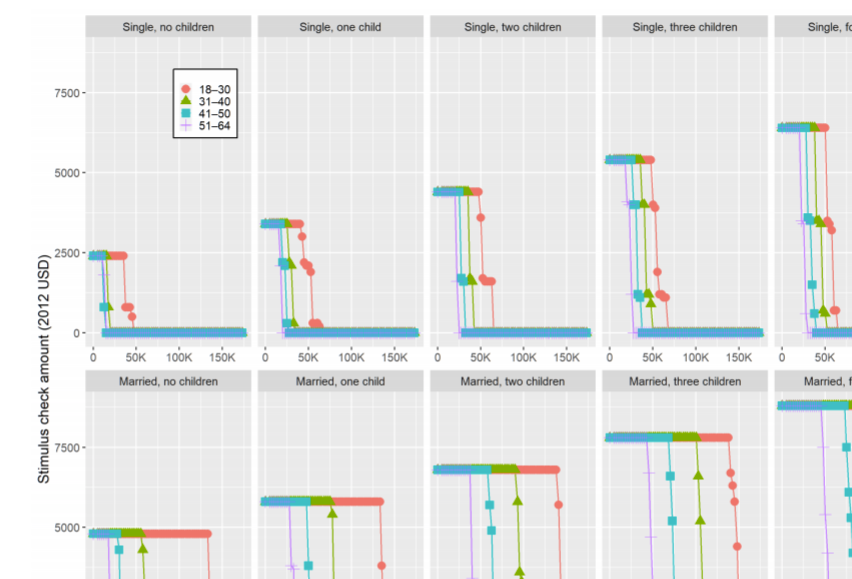 Single, no children
Single, one child
Single, two children
Single, three children
Single, fo
7500
5000
2500
0
18–30
31–40
41–50
51–64
0 50K 100K 150K
0 50K 100K 150K
0 50K 100K 150K
0 50K 100K 150K
0 50K
Stimulus check amount (2012 USD)
Married, no children
Married, one child
Married, two children
Married, three children
Married, f
7500
5000